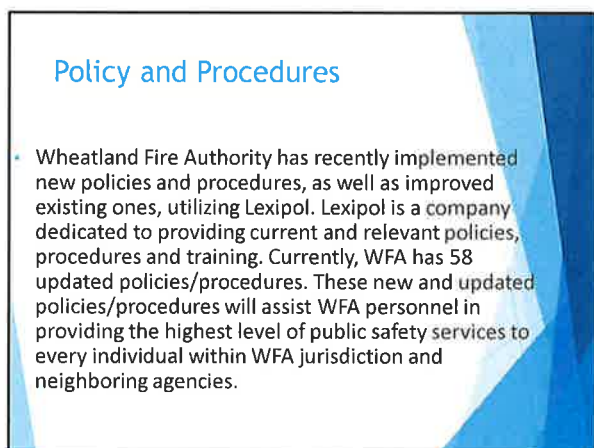 Policy and Procedures
• Wheatland Fire Authority has recently implemented
new policies and procedures, as well as improved
existing ones, utilizing Lexipol. Lexipol is a company
dedicated to providing current and relevant policies,
procedures and training. Currently, WFA has 58
updated policies/procedures. These new and updated
policies/procedures will assist WFA personnel in
providing the highest level of public safety services to
every individual within WFA jurisdiction and
neighboring agencies.